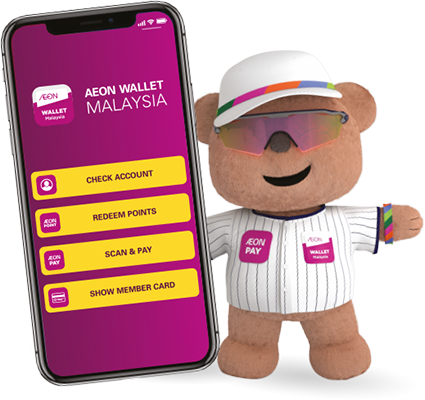 ÆON
WALLET
Malaysia
AEON WALLET
MALAYSIA
CHECK ACCOUNT
ÆON
POINT
REDEEM POINTS
ÆON
PAY
SCAN & PAY
SHOW MEMBER CARD
ÆON
PAY
ÆON
WALLET
Malaysia